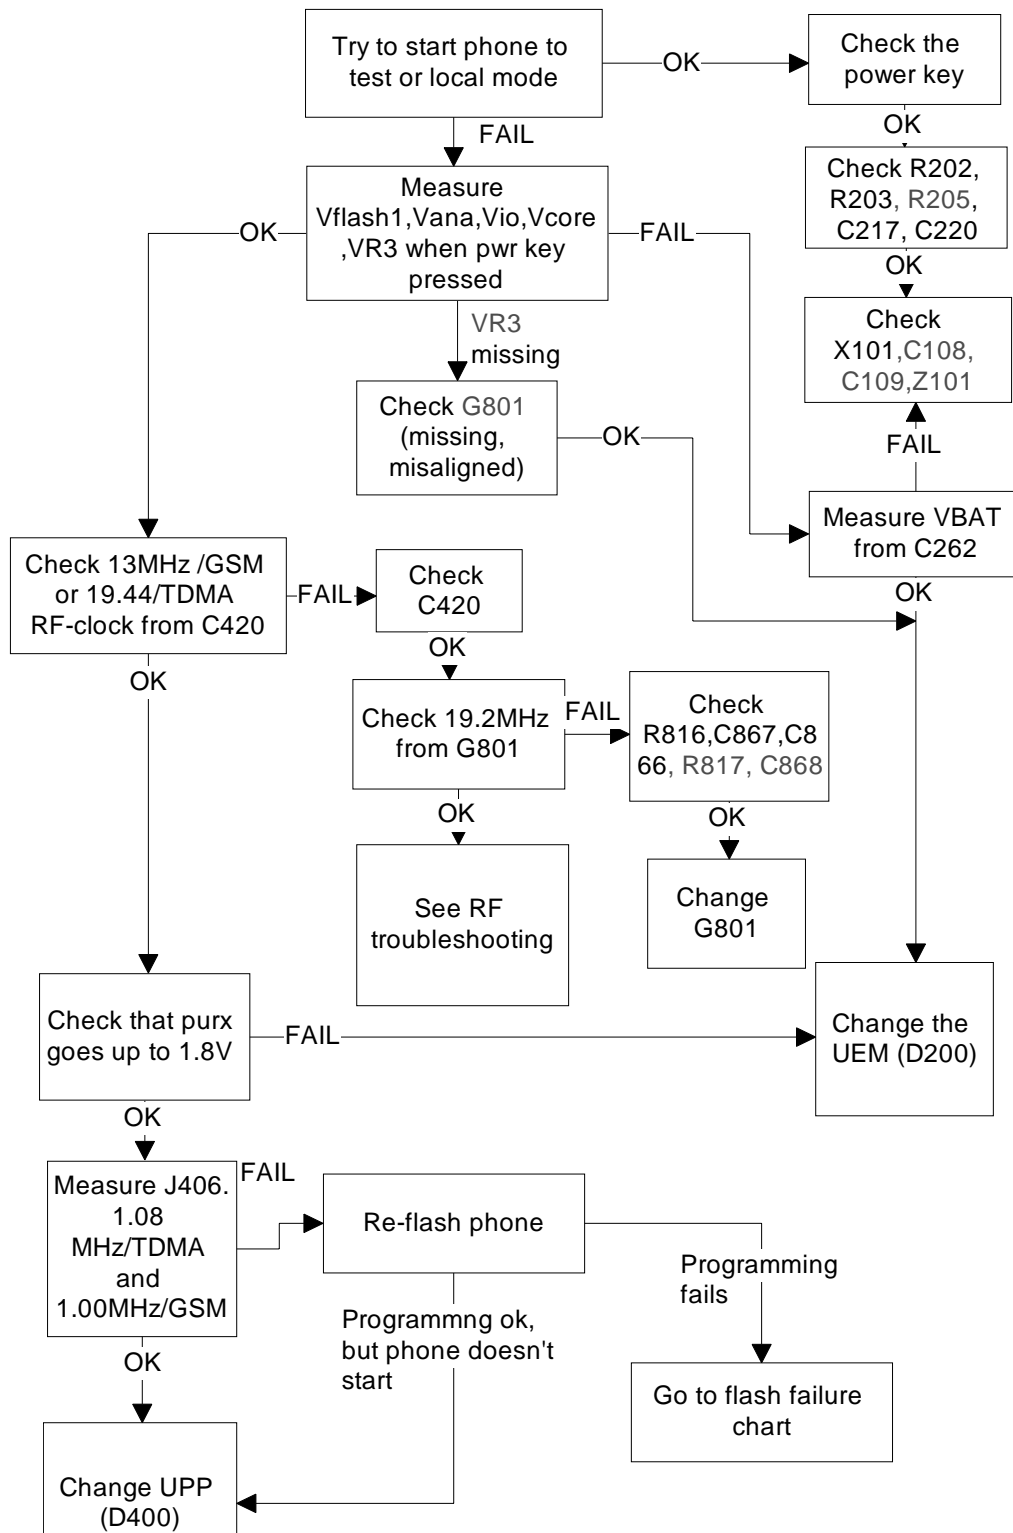 Try to start phone to
test or local mode
OK
Check the
power key
FAIL
OK
Measure
Vflash1,Vana,Vio,Vcore
,VR3 when pwr key
pressed
OK
FAIL
Check R202,
R203, R205,
C217, C220
OK
VR3
missing
Check
X101,C108,
C109,Z101
Check G801
(missing,
misaligned)
OK
FAIL
Measure VBAT
from C262
OK
Check 13MHz /GSM
or 19.44/TDMA
RF-clock from C420
FAIL
Check
C420
OK
OK
Check 19.2MHz
from G801
FAIL
Check
R816,C867,C8
66, R817, C868
OK
OK
See RF
troubleshooting
Change
G801
Check that purx
goes up to 1.8V
FAIL
Change the
UEM (D200)
OK
Measure J406.
1.08
MHz/TDMA
and
1.00MHz/GSM
FAIL
Re-flash phone
Programming
fails
Programmng ok,
but phone doesn't
start
OK
Go to flash failure
chart
Change UPP
(D400)